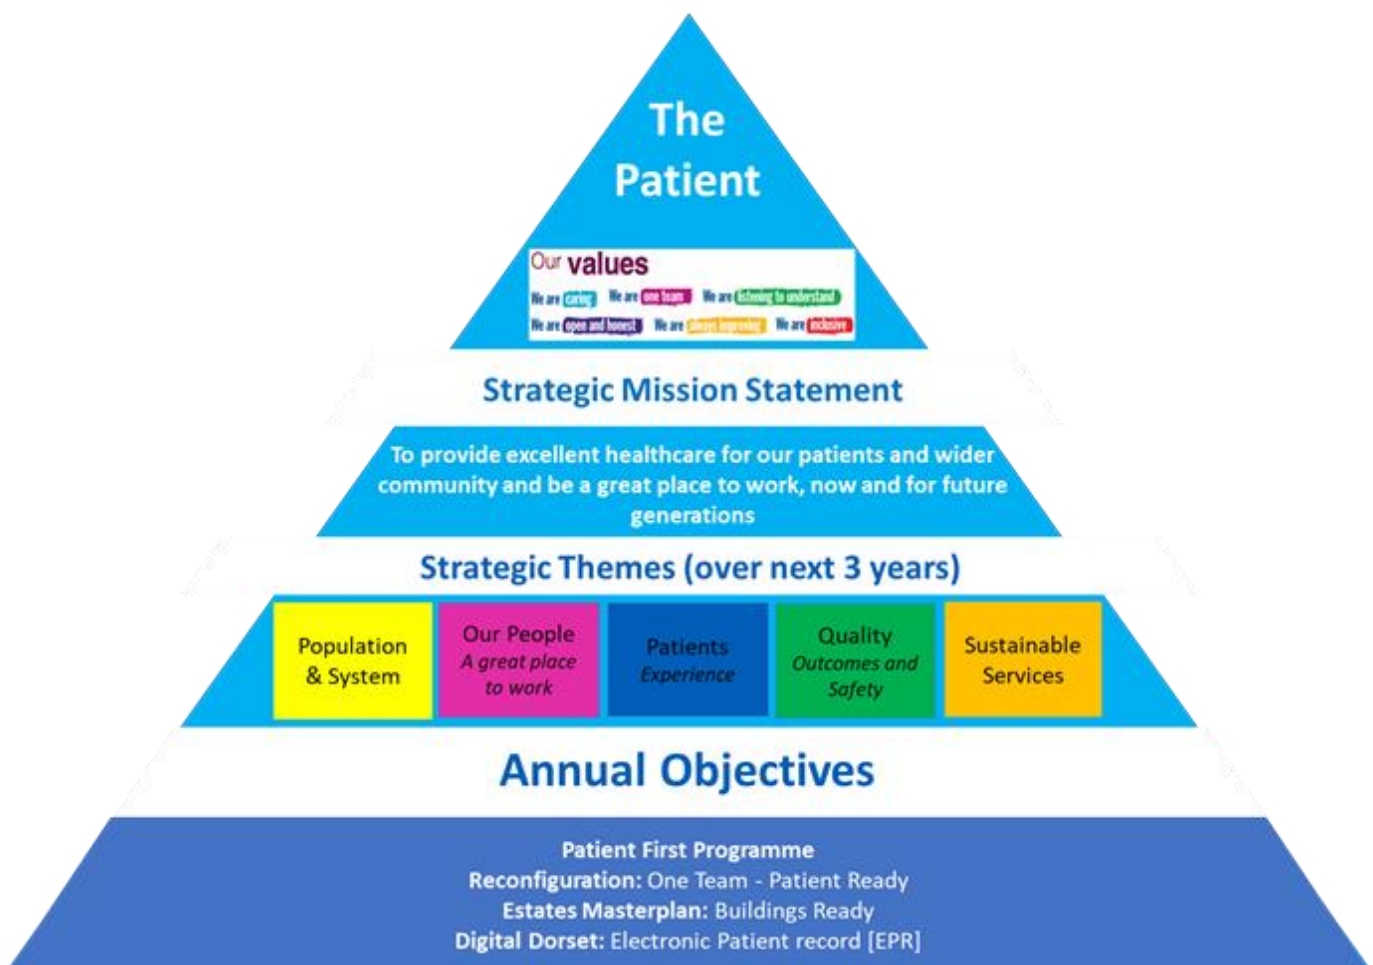 The
Patient
Our values
We are caring We are one team We are listening to understand
We are open and honest We are always improving We are inclusive
Strategic Mission Statement
To provide excellent healthcare for our patients and wider
community and be a great place to work, now and for future
generations
Strategic Themes (over next 3 years)
Population
& System
Our People
A great place
to work
Patients
Experience
Quality
Outcomes and
Safety
Sustainable
Services
Annual Objectives
Patient First Programme
Reconfiguration: One Team - Patient Ready
Estates Masterplan: Buildings Ready
Digital Dorset: Electronic Patient record [EPR]